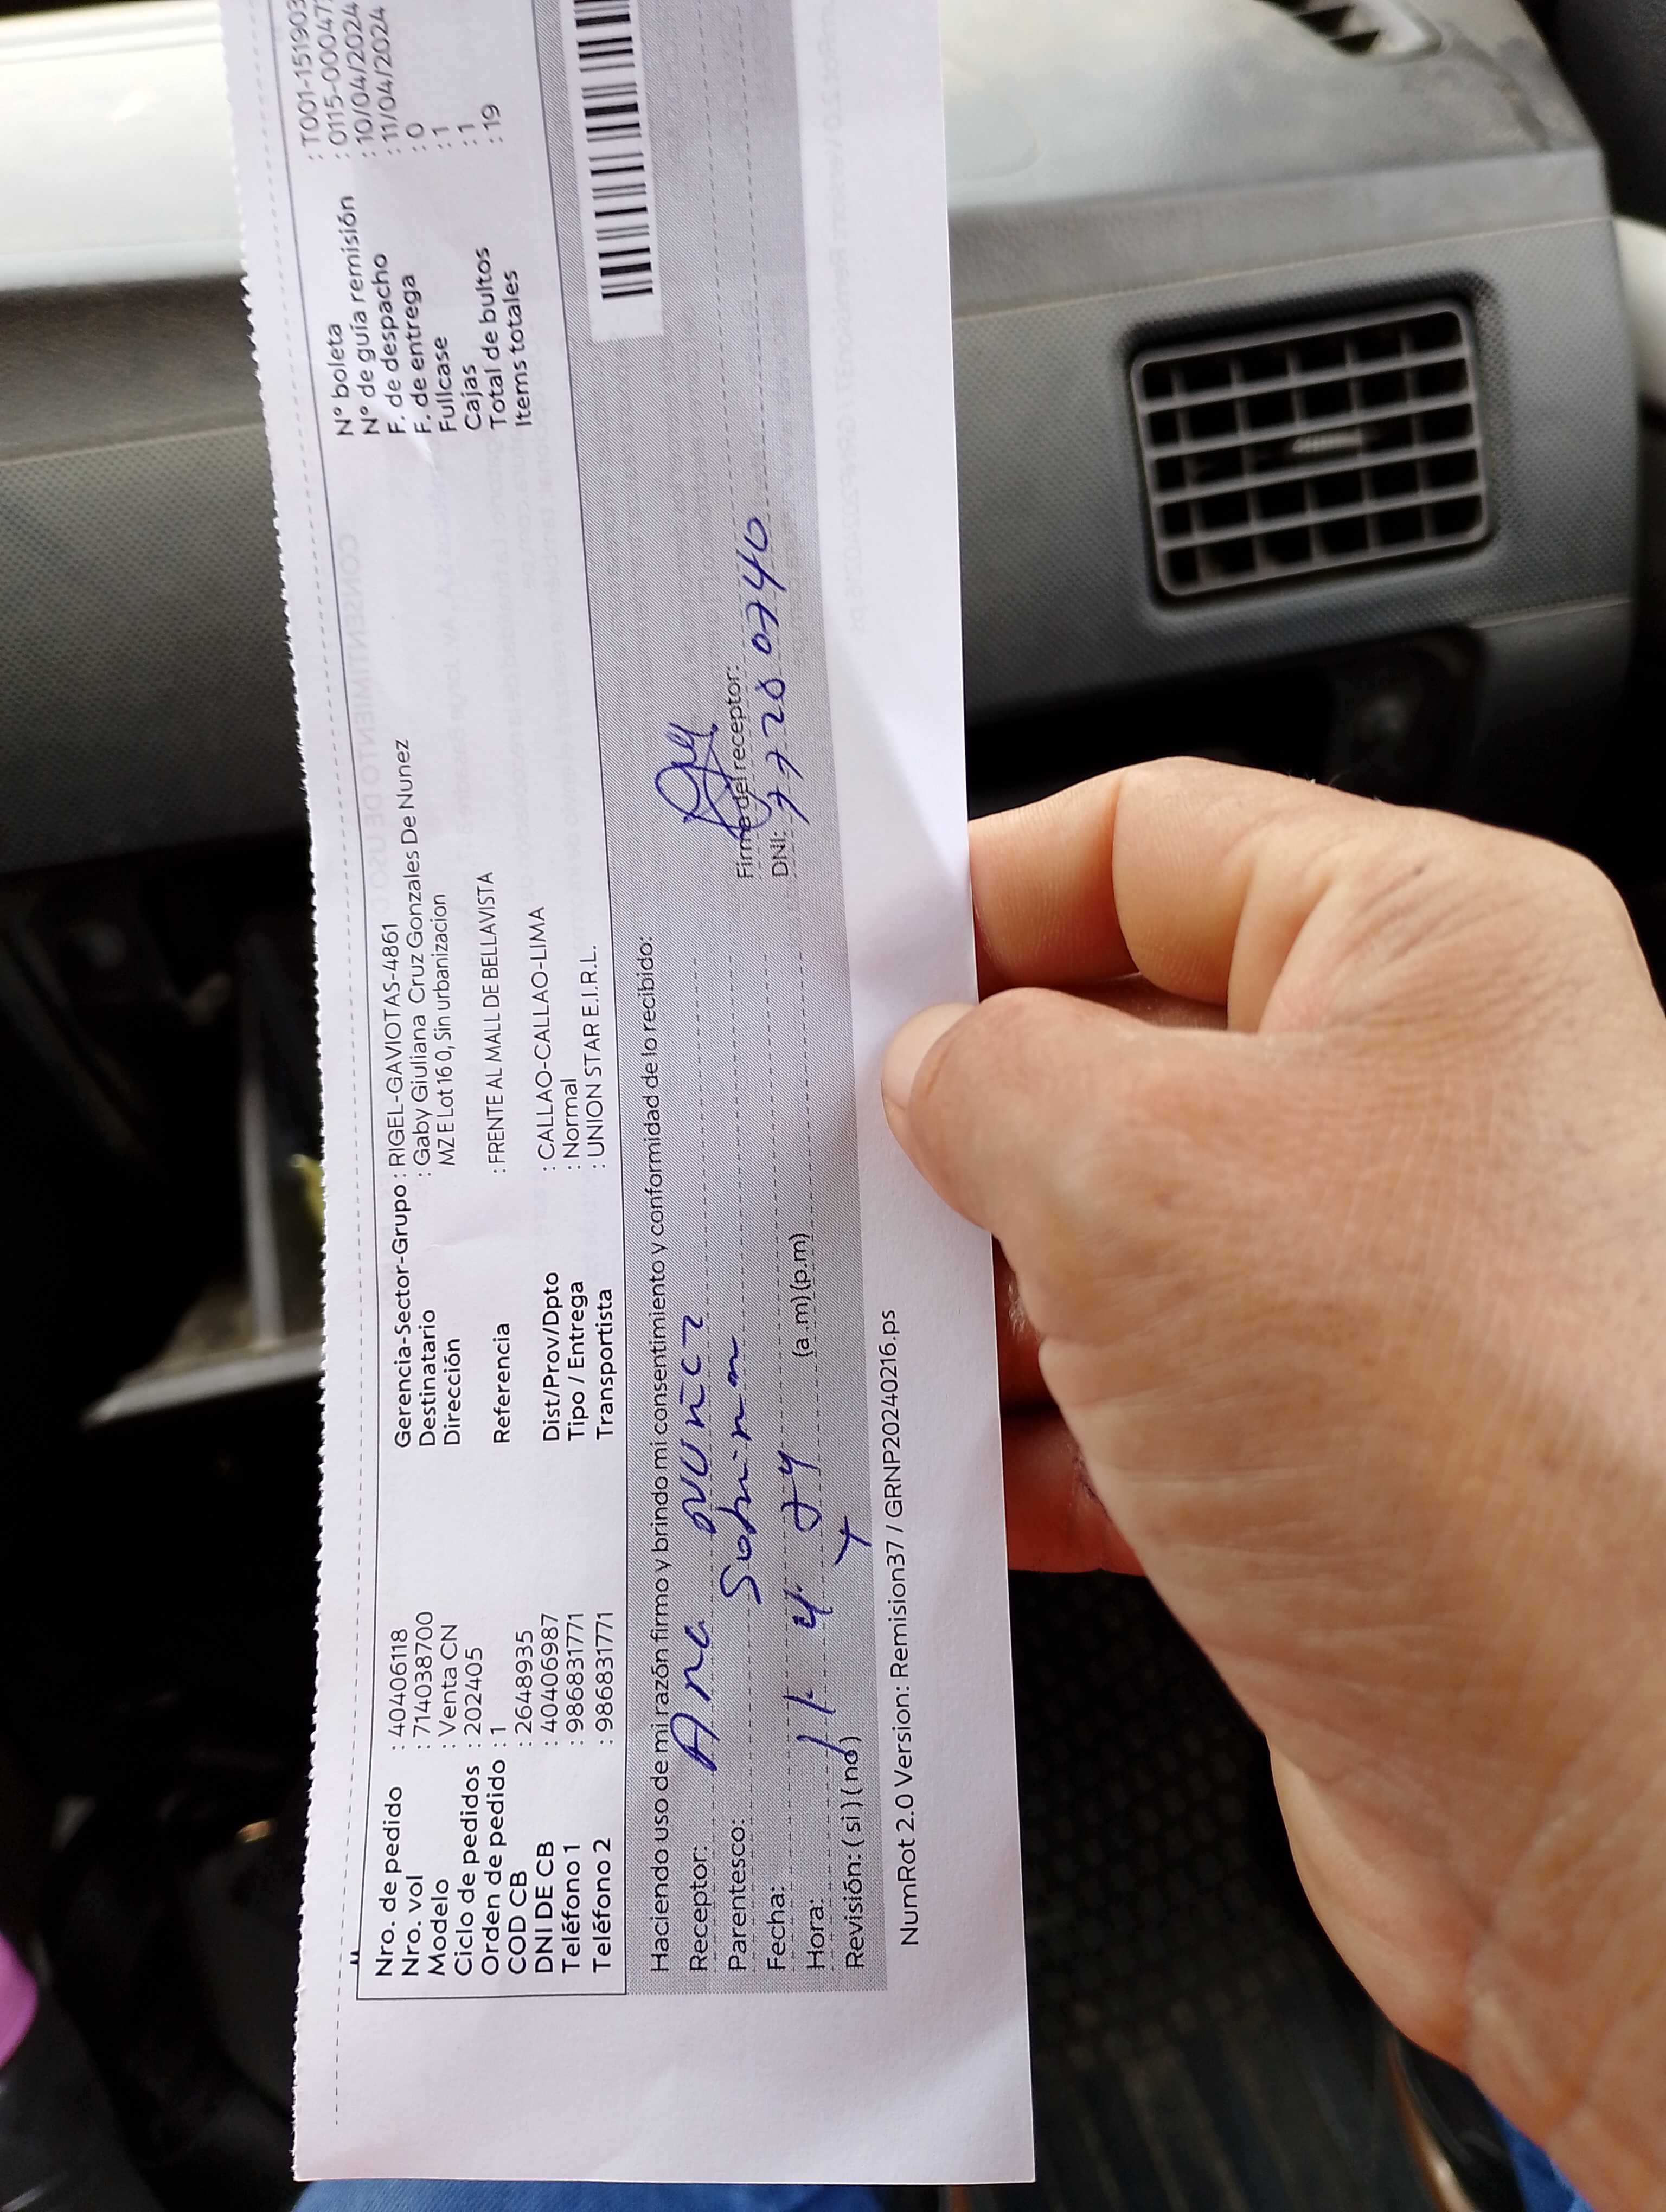 Nro. de pedido : 40406118
Nro. vol : 714038700
Modelo : Venta CN
Ciclo de pedidos : 202405
Orden de pedido : 1
COD CB : 2648935
DNI DE CB : 40406987
Teléfono 1 : 986831771
Teléfono 2 : 986831771
Gerencia-Sector-Grupo : RIGEL-GAVIOTAS-4861
Destinatario : Gaby Giuliana Cruz Gonzales De Nunez
Dirección MZ E Lot 16 0, Sin urbanizacion
Referencia : FRENTE AL MALL DE BELLAVISTA
Dist/Prov/Dpto : CALLAO-CALLAO-LIMA
Tipo / Entrega : Normal
Transportista : UNION STAR E.I.R.L.
N° boleta : T001-151903
N° de guía remisión : 0115-00047
F. de despacho : 10/04/2024
F. de entrega : 11/04/2024
Fullcase : 0
Cajas : 1
Total de bultos : 1
Items totales : 19
Haciendo uso de mi razón firmo y brindo mi consentimiento y conformidad de lo recibido:
Receptor: Ana Nuñez
Parentesco: Sobrina
Fecha: 11 4 24
Hora: (a .m) (p.m)
Revisión: ( si ) ( no )
Firma del receptor:
DNI: 77280740
NumRot 2.0 Version: Remision37 / GRNP20240216.ps